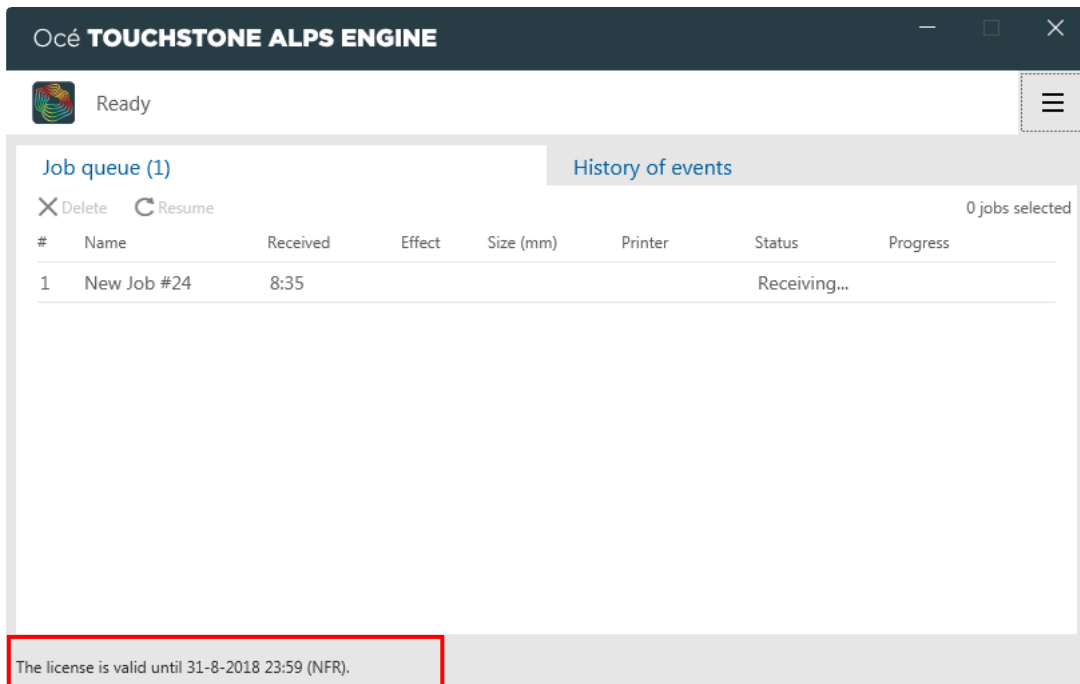 Océ TOUCHSTONE ALPS ENGINE
Ready
Job queue (1) History of events
Delete Resume 0 jobs selected
# Name Received Effect Size (mm) Printer Status Progress
1 New Job #24 8:35 Receiving...
The license is valid until 31-8-2018 23:59 (NFR).